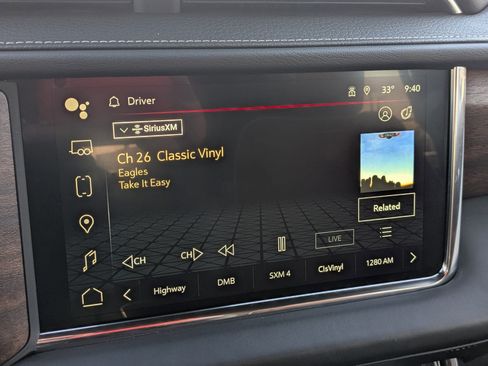 Driver
33° 9:40
SiriusXM
Ch 26 Classic Vinyl
Eagles
Take It Easy
Related
CH CH LIVE
Highway DMB SXM 4 ClsVinyl 1280 AM